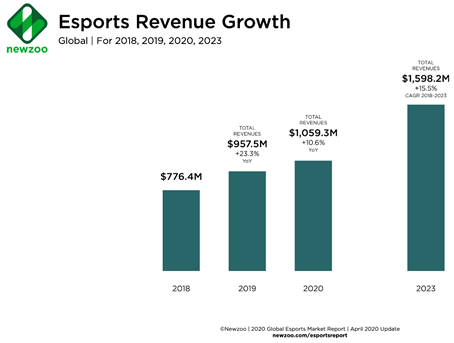 newzoo
Esports Revenue Growth
Global | For 2018, 2019, 2020, 2023
$776.4M
TOTAL
REVENUES
$957.5M
+23.3%
YoY
TOTAL
REVENUES
$1,059.3M
+10.6%
YoY
TOTAL
REVENUES
$1,598.2M
+15.5%
CAGR 2018-2023
2018
2019
2020
2023
©Newzoo | 2020 Global Esports Market Report | April 2020 Update
newzoo.com/esportsreport